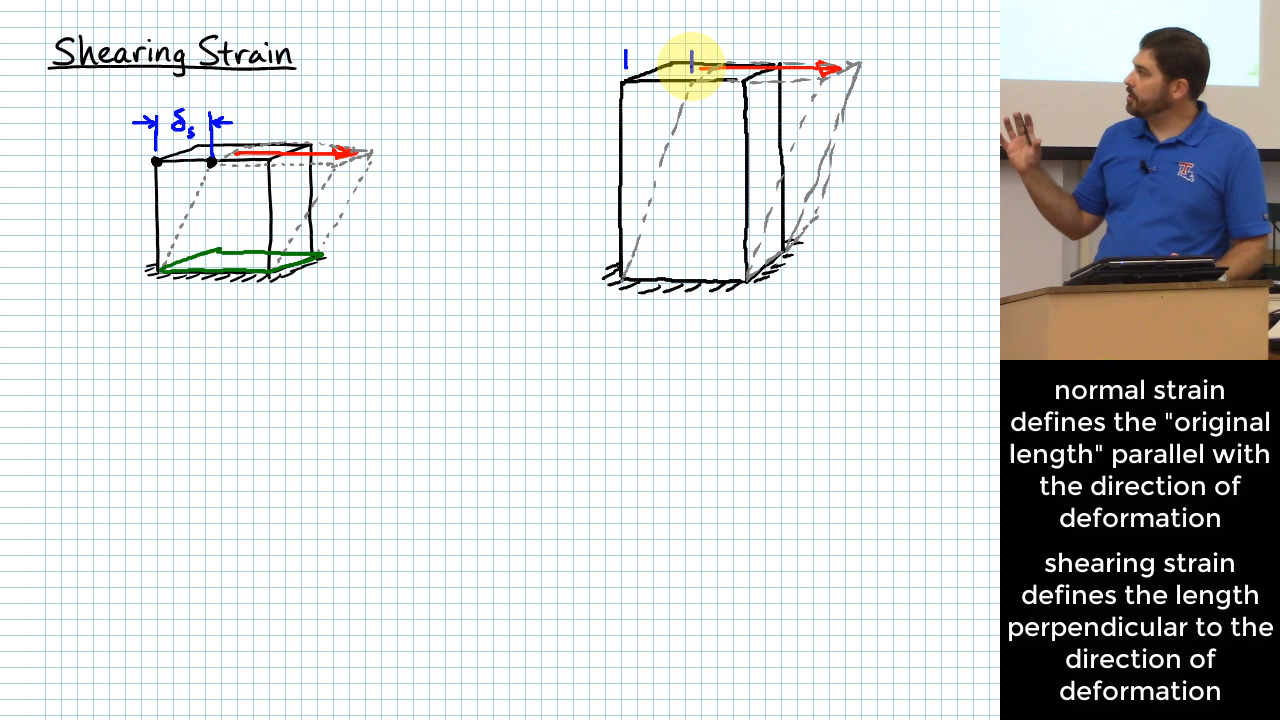 Shearing Strain
δs
normal strain
defines the "original
length" parallel with
the direction of
deformation
shearing strain
defines the length
perpendicular to the
direction of
deformation